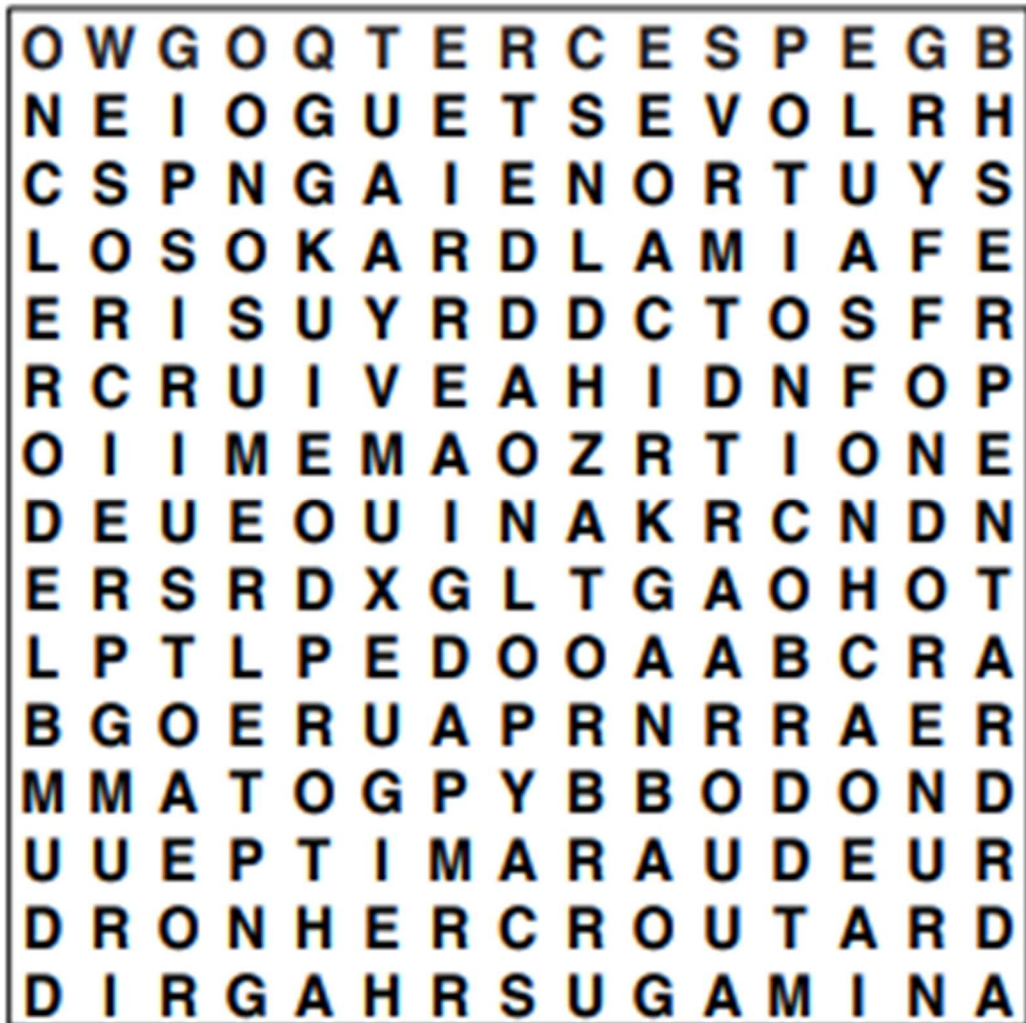 O W G O Q T E R C E S P E G B
N E I O G U E T S E V O L R H
C S P N G A I E N O R T U Y S
L O S O K A R D L A M I A F E
E R I S U Y R D D C T O S F R
R C R U I V E A H I D N F O P
O I I M E M A O Z R T I O N E
D E U E O U I N A K R C N D N
E R S R D X G L T G A O H O T
L P T L P E D O O A A B C R A
B G O E R U A P R N R R A E R
M M A T O G P Y B B O D O N D
U U E P T I M A R A U D E U R
D R O N H E R C R O U T A R D
D I R G A H R S U G A M I N A